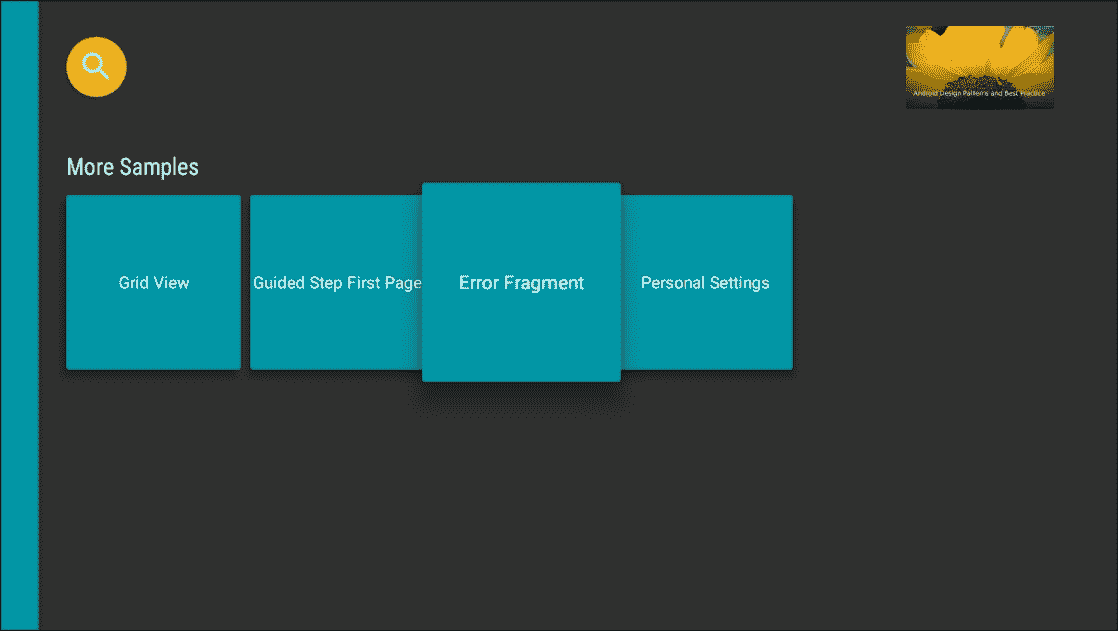 Android Design Patterns and Best Practice
More Samples
Grid View
Guided Step First Page
Error Fragment
Personal Settings